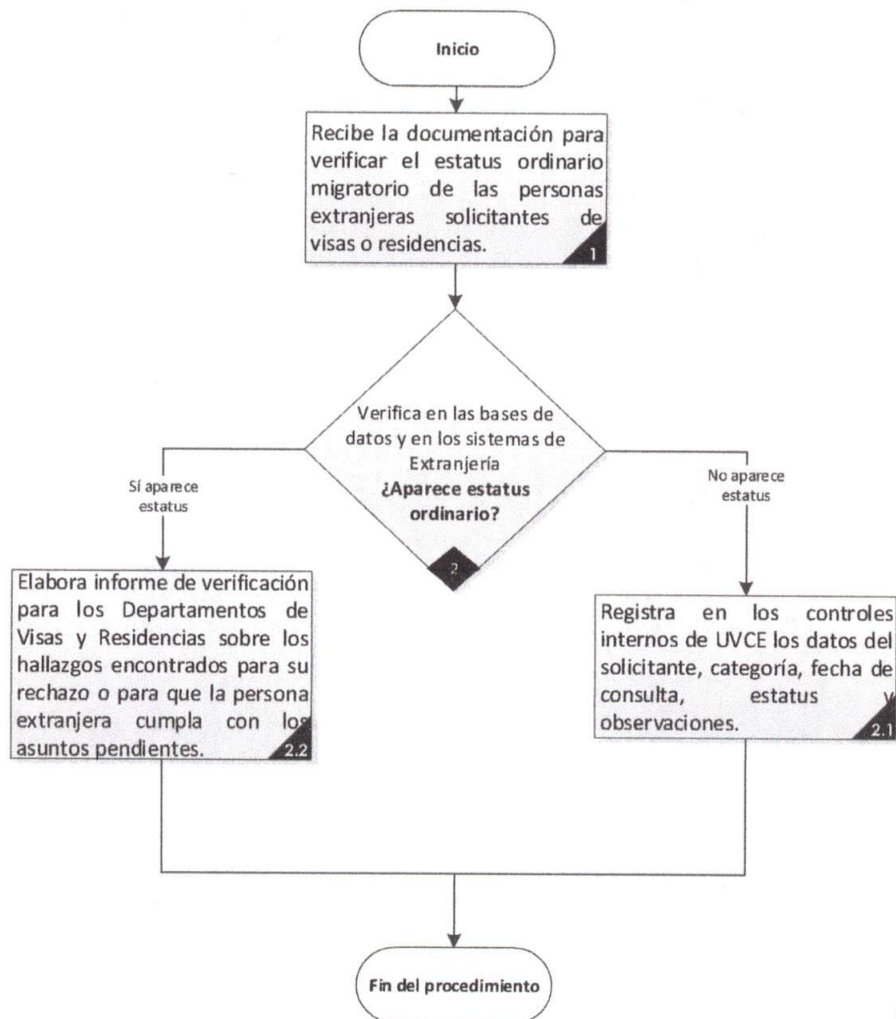 Inicio
Recibe la documentación para
verificar el estatus ordinario
migratorio de las personas
extranjeras solicitantes de
visas o residencias.
1
Verifica en las bases de
datos y en los sistemas de
Extranjería
¿Aparece estatus
ordinario?
2
Sí aparece
estatus
No aparece
estatus
Elabora informe de verificación
para los Departamentos de
Visas y Residencias sobre los
hallazgos encontrados para su
rechazo o para que la persona
extranjera cumpla con los
asuntos pendientes.
2.2
Registra en los controles
internos de UVCE los datos del
solicitante, categoría, fecha de
consulta, estatus y
observaciones.
2.1
Fin del procedimiento